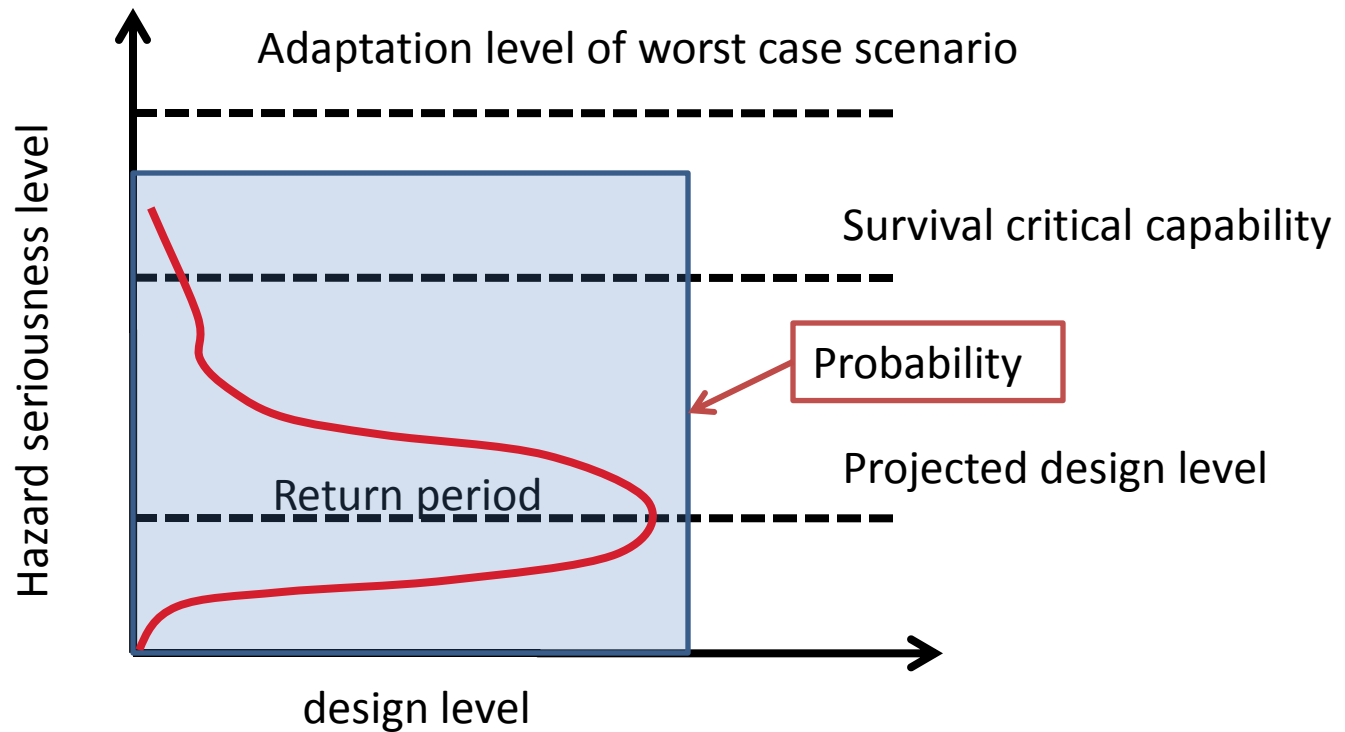 Adaptation level of worst case scenario
Hazard seriousness level
Survival critical capability
Probability
Projected design level
Return period
design level